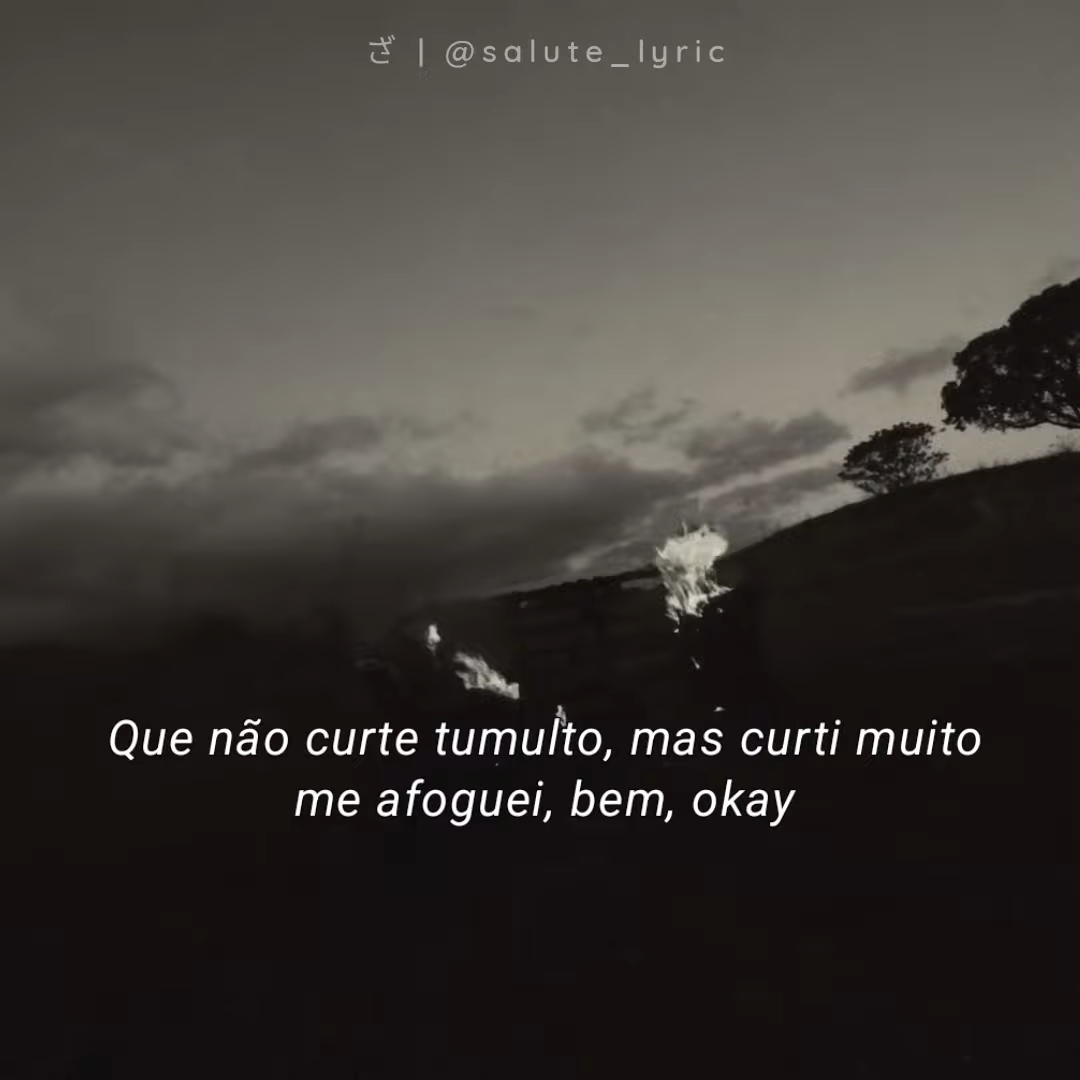 ざ | @salute_lyric
Que não curte tumulto, mas curti muito
me afoguei, bem, okay